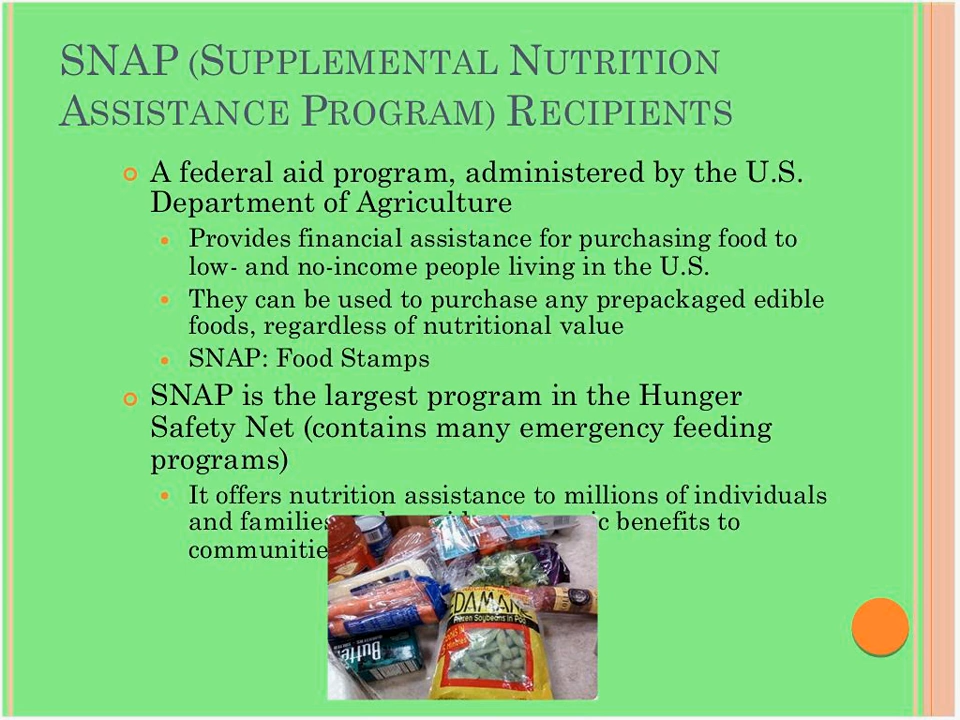 SNAP (SUPPLEMENTAL NUTRITION
ASSISTANCE PROGRAM) RECIPIENTS
A federal aid program, administered by the U.S.
Department of Agriculture
Provides financial assistance for purchasing food to
low- and no-income people living in the U.S.
They can be used to purchase any prepackaged edible
foods, regardless of nutritional value
SNAP: Food Stamps
SNAP is the largest program in the Hunger
Safety Net (contains many emergency feeding
programs)
It offers nutrition assistance to millions of individuals
and families benefits to
EDAMAME
Frozen Soybeans in Pod
Butter